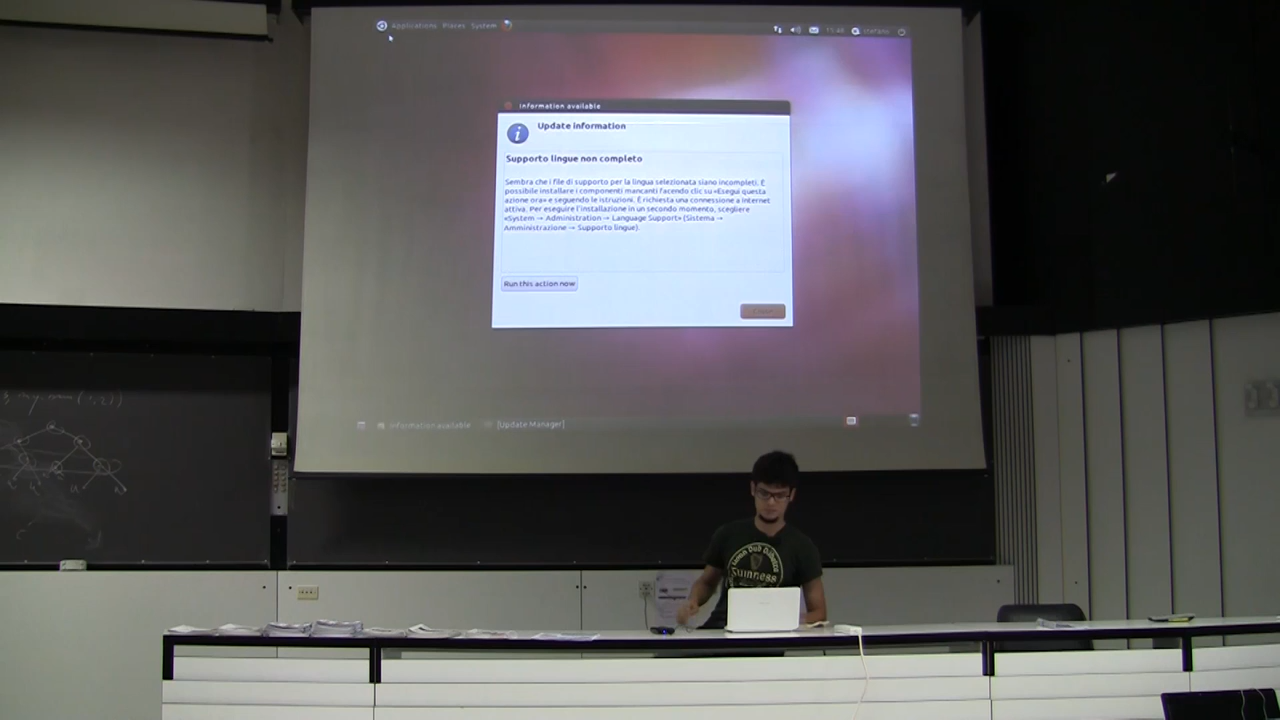 Applications Places System
stefano
Information available
Update information
Supporto lingue non completo
Sembra che i file di supporto per la lingua selezionata siano incompleti. È
possibile installare i componenti mancanti facendo clic su «Esegui questa
azione ora» e seguendo le istruzioni. È richiesta una connessione a Internet
attiva. Per eseguire l'installazione in un secondo momento, scegliere
«System → Administration → Language Support» (Sistema →
Amministrazione → Supporto lingue).
Run this action now
Close
Information available
[Update Manager]
GUINNESS